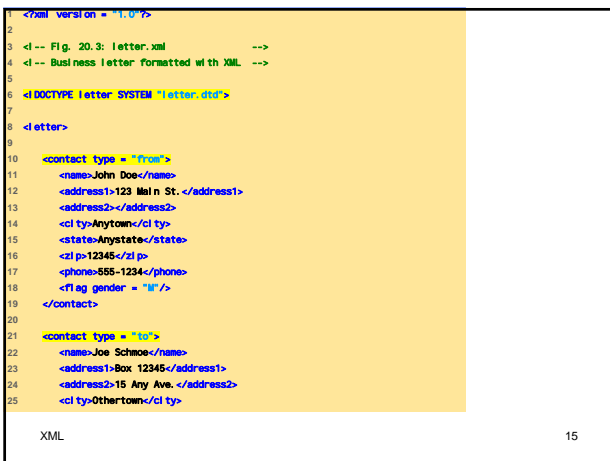 1 <?xml version = "1.0"?>
2
3 <!-- Fig. 20.3: letter.xml -->
4 <!-- Business letter formatted with XML -->
5
6 <!DOCTYPE letter SYSTEM "letter.dtd">
7
8 <letter>
9
10 <contact type = "from">
11 <name>John Doe</name>
12 <address1>123 Main St.</address1>
13 <address2></address2>
14 <city>Anytown</city>
15 <state>Anystate</state>
16 <zip>12345</zip>
17 <phone>555-1234</phone>
18 <flag gender = "M"/>
19 </contact>
20
21 <contact type = "to">
22 <name>Joe Schmoe</name>
23 <address1>Box 12345</address1>
24 <address2>15 Any Ave.</address2>
25 <city>Othertown</city>
XML 15